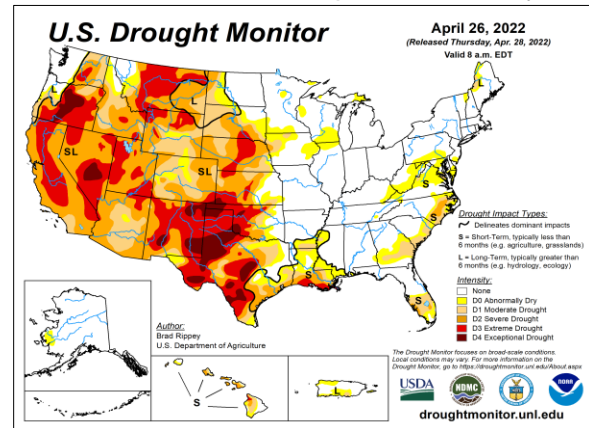 U.S. Drought Monitor
April 26, 2022
(Released Thursday, Apr. 28, 2022)
Valid 8 a.m. EDT
L
L
L
SL
SL
S
S
S
S
Drought Impact Types:
Delineates dominant impacts
S = Short-Term, typically less than
6 months (e.g. agriculture, grasslands)
L = Long-Term, typically greater than
6 months (e.g. hydrology, ecology)
Intensity:
None
D0 Abnormally Dry
D1 Moderate Drought
D2 Severe Drought
D3 Extreme Drought
D4 Exceptional Drought
Author:
Brad Rippey
U.S. Department of Agriculture
S
L
The Drought Monitor focuses on broad-scale conditions.
Local conditions may vary. For more information on the
Drought Monitor, go to https://droughtmonitor.unl.edu/About.aspx
USDA
NDMC
NOAA
droughtmonitor.unl.edu